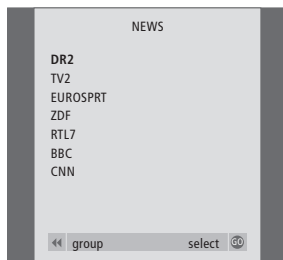 NEWS
DR2
TV2
EUROSPRT
ZDF
RTL7
BBC
CNN
group select GO